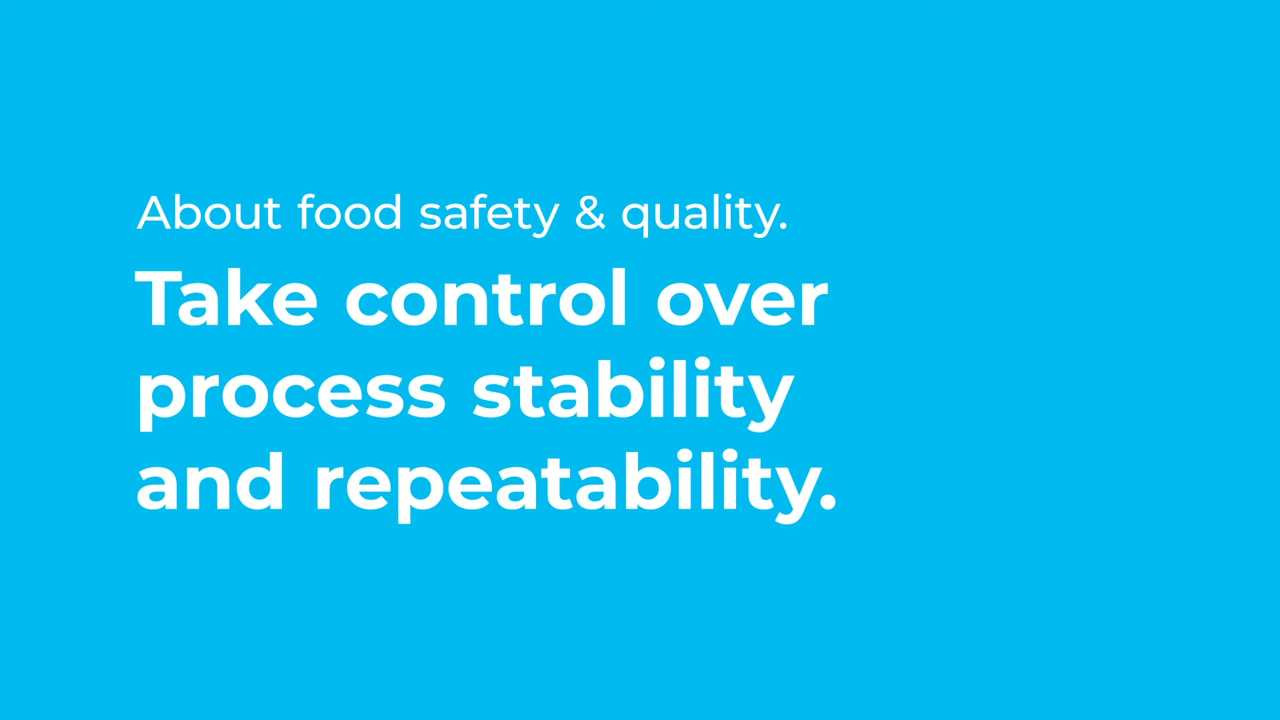 About food safety & quality.
Take control over
process stability
and repeatability.